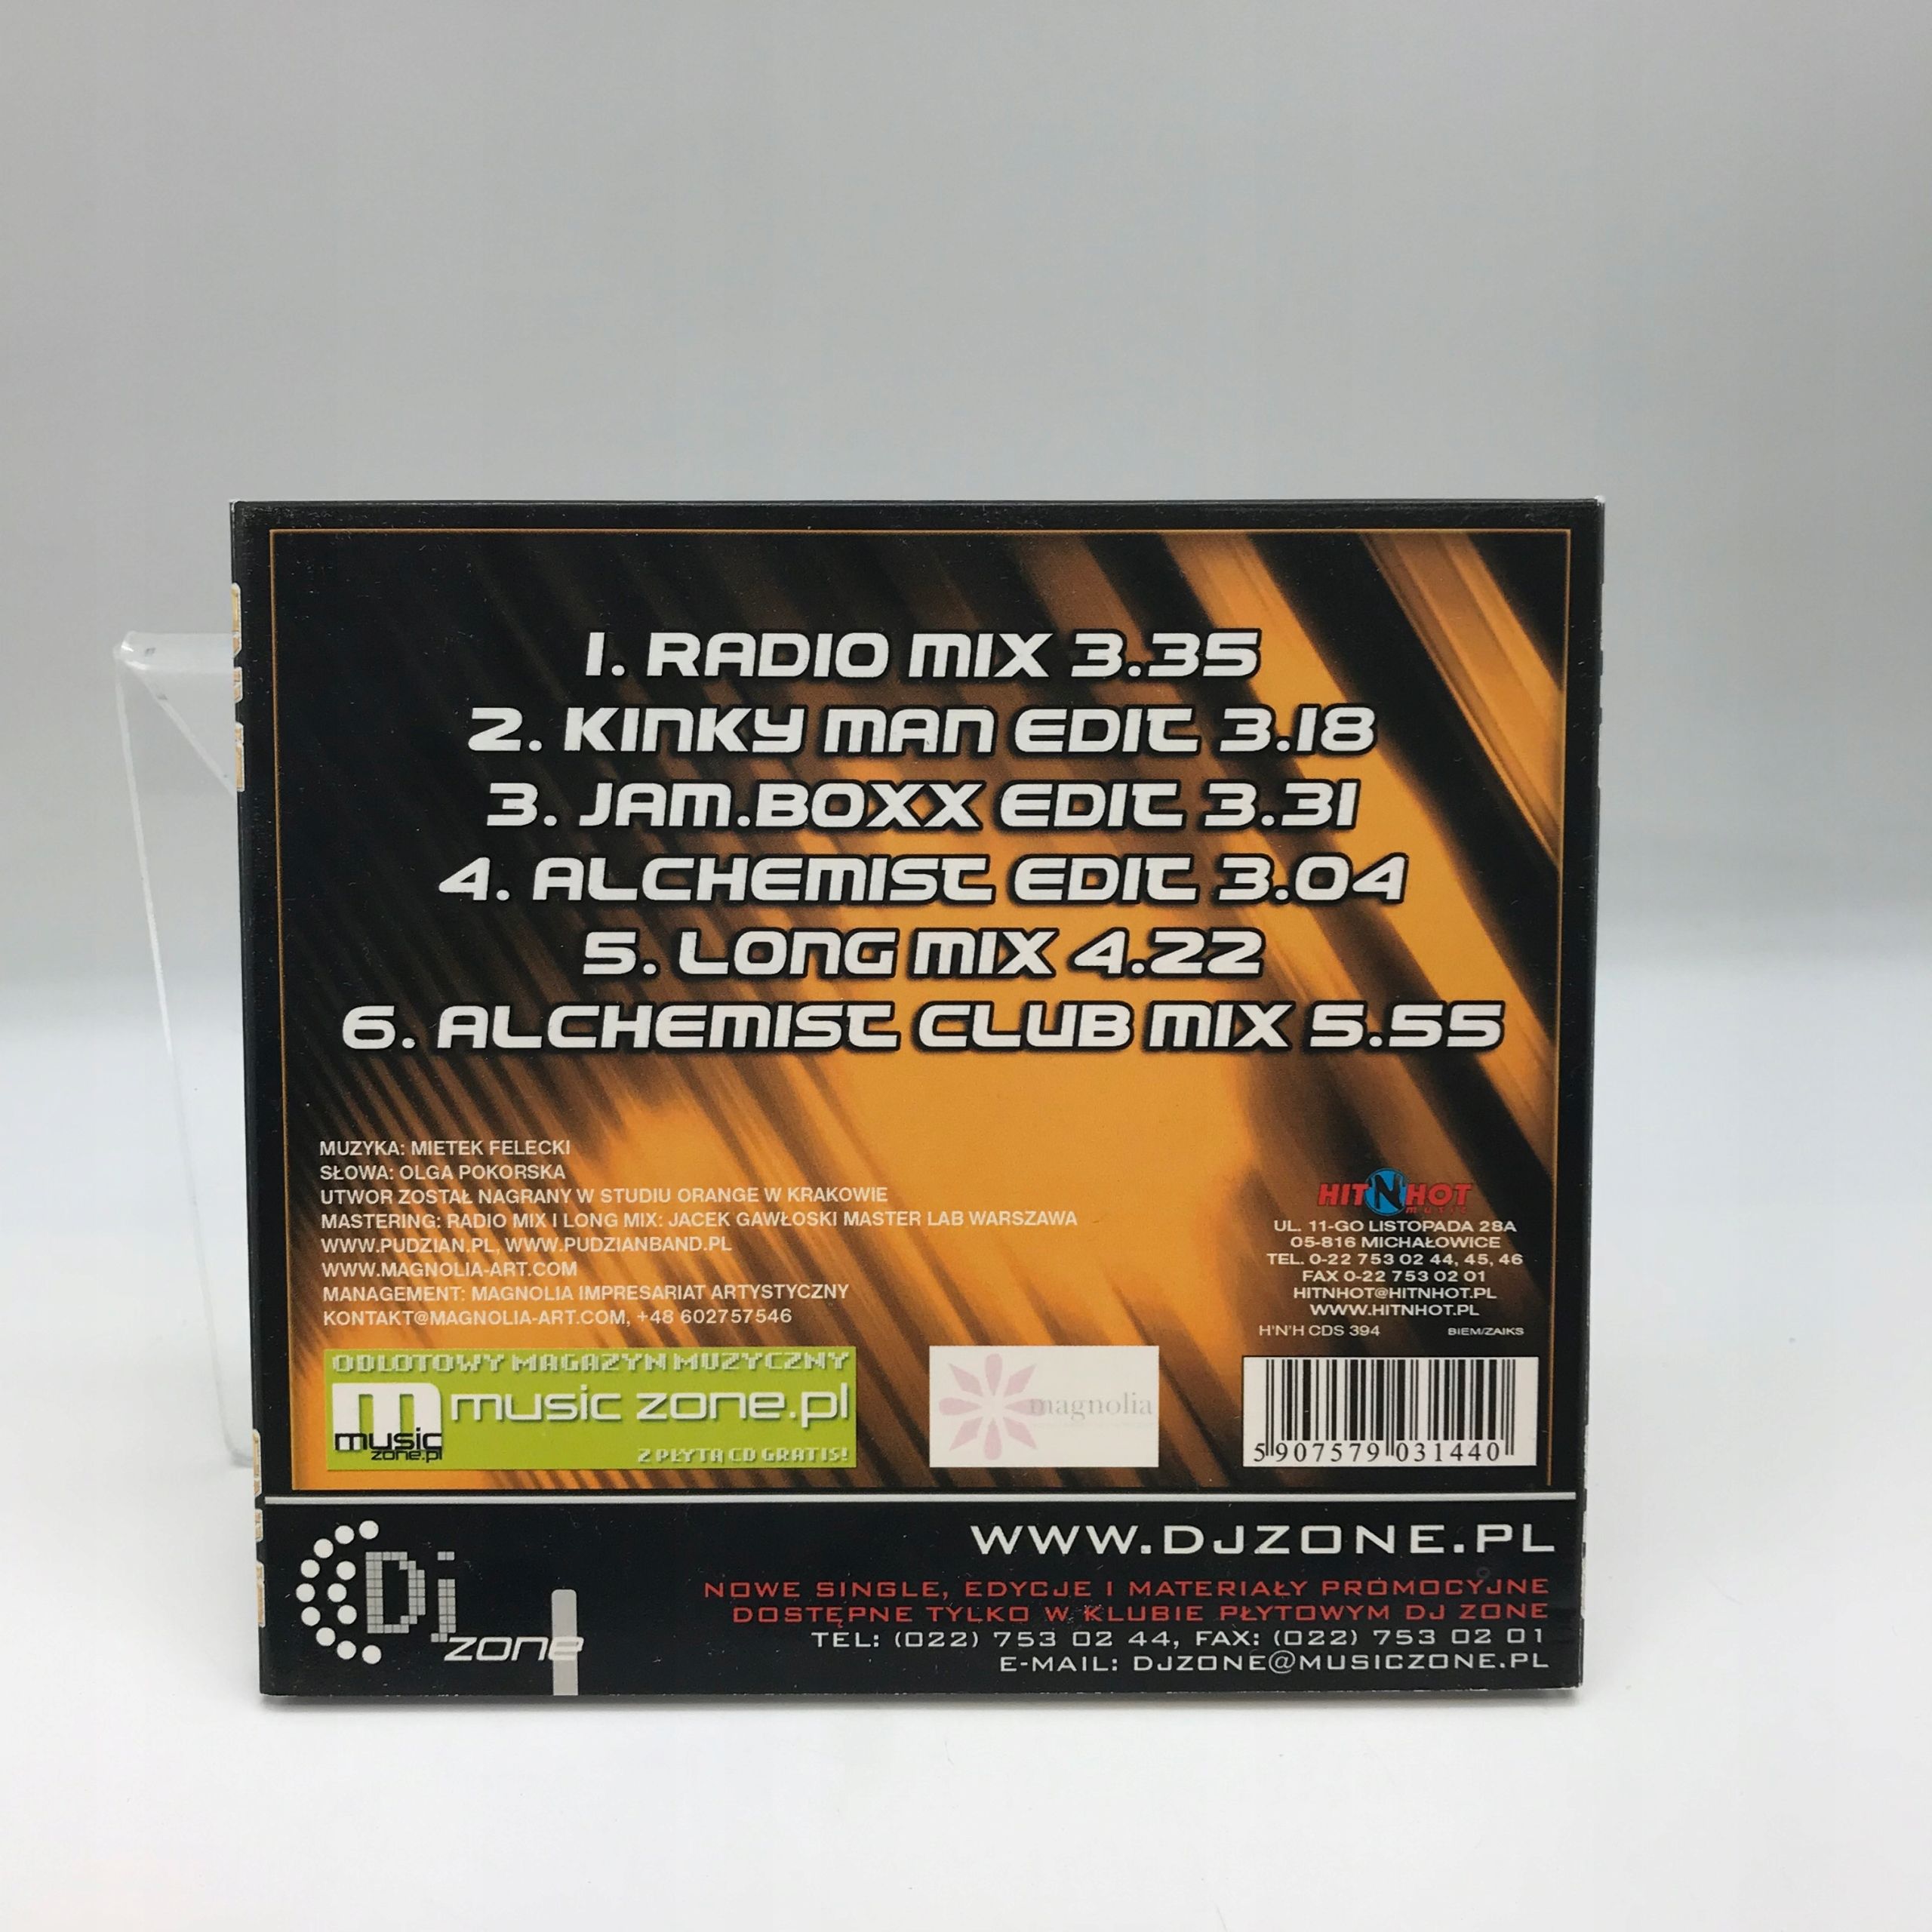 1. RADIO MIX 3.35
2. KINKY MAN EDIT 3.18
3. JAM.BOXX EDIT 3.31
4. ALCHEMIST EDIT 3.04
5. LONG MIX 4.22
6. ALCHEMIST CLUB MIX 5.55
MUZYKA: MIETEK FELECKI
SŁOWA: OLGA POKORSKA
UTWOR ZOSTAŁ NAGRANY W STUDIU ORANGE W KRAKOWIE
MASTERING: RADIO MIX I LONG MIX: JACEK GAWŁOSKI MASTER LAB WARSZAWA
WWW.PUDZIAN.PL, WWW.PUDZIANBAND.PL
WWW.MAGNOLIA-ART.COM
MANAGEMENT: MAGNOLIA IMPRESARIAT ARTYSTYCZNY
KONTAKT@MAGNOLIA-ART.COM, +48 602757546
HIT N HOT
music
UL. 11-GO LISTOPADA 28A
05-816 MICHAŁOWICE
TEL. 0-22 753 02 44, 45, 46
FAX 0-22 753 02 01
HITNHOT@HITNHOT.PL
WWW.HITNHOT.PL
H'N'H CDS 394 BIEM/ZAIKS
ODLOTOWY MAGAZYN MUZYCZNY
m music zone.pl
music
zone.pl
Z PŁYTĄ CD GRATIS!
magnolia
5 907579 031440
Dj
zone
WWW.DJZONE.PL
NOWE SINGLE, EDYCJE I MATERIAŁY PROMOCYJNE
DOSTĘPNE TYLKO W KLUBIE PŁYTOWYM DJ ZONE
TEL: (022) 753 02 44, FAX: (022) 753 02 01
E-MAIL: DJZONE@MUSICZONE.PL